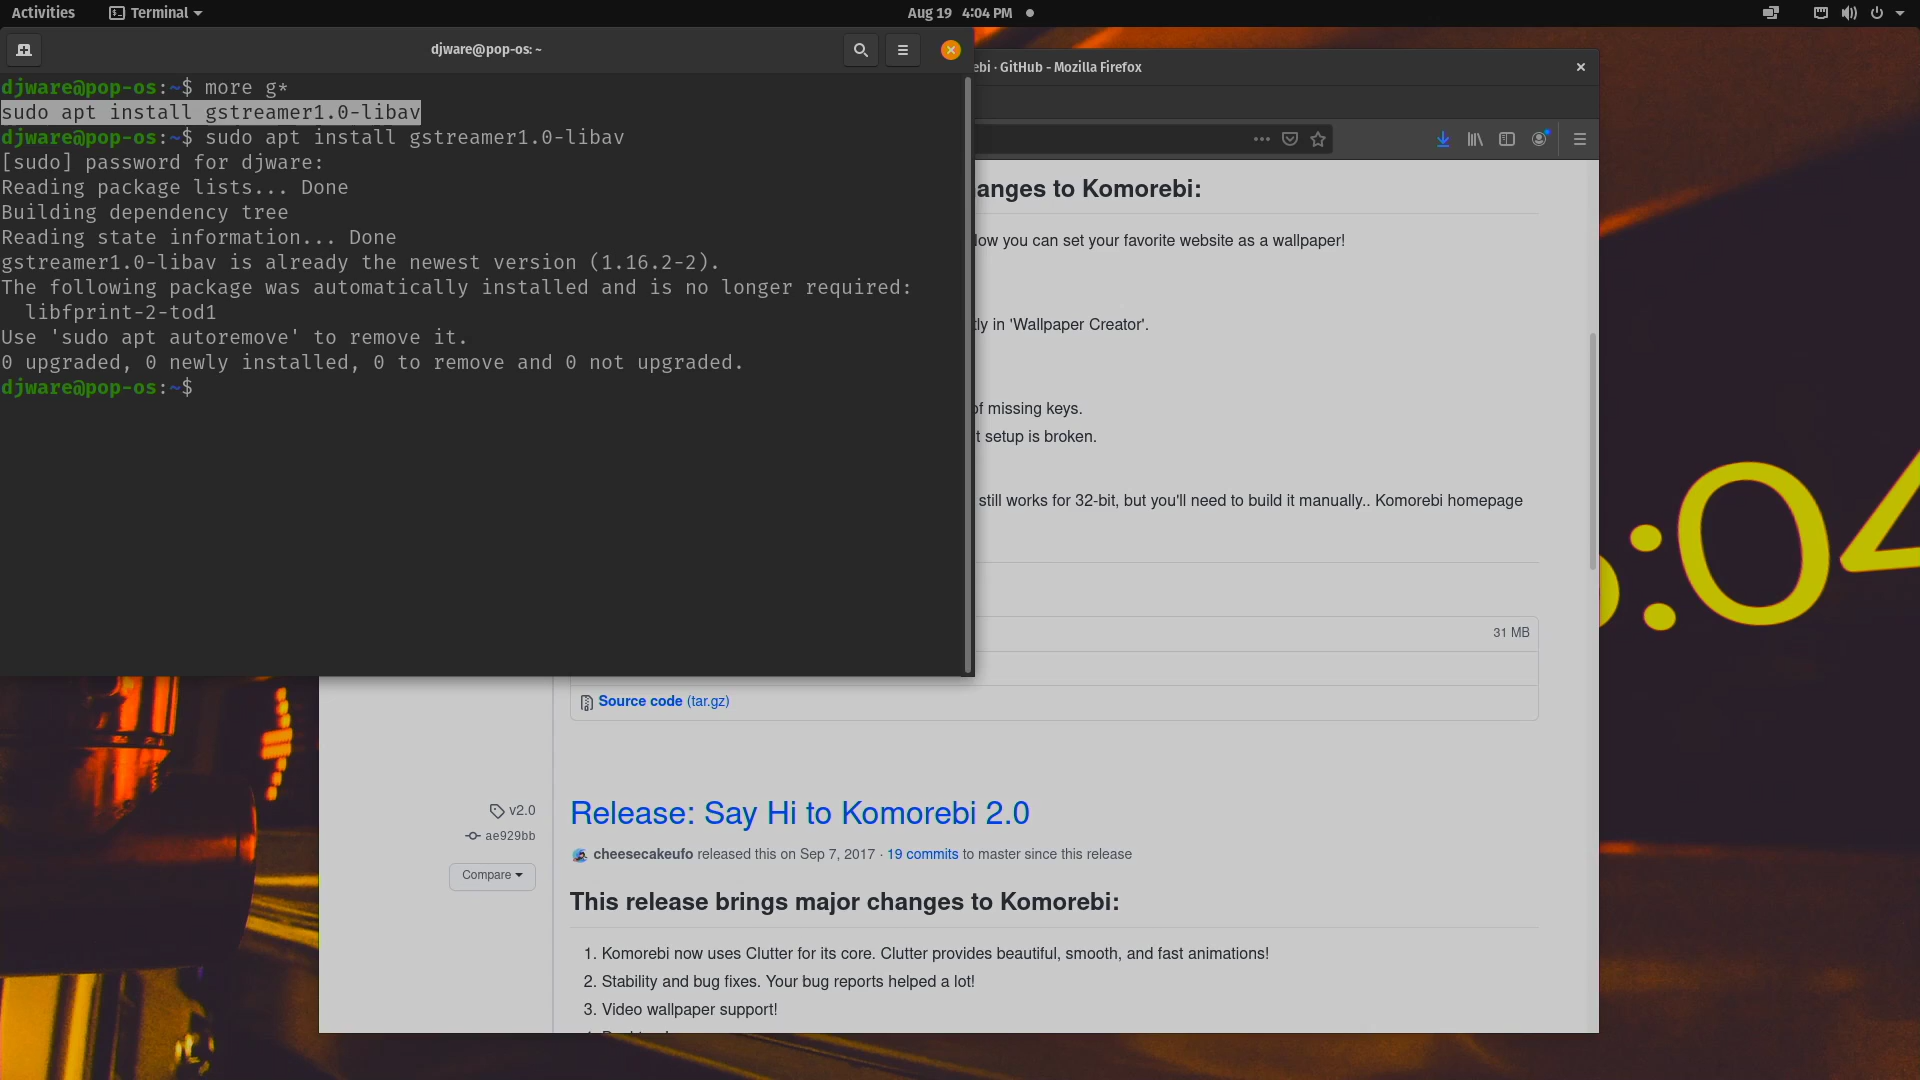 Activities
Terminal
Aug 19 4:04 PM
djware@pop-os: ~
djware@pop-os:~$ more g*
sudo apt install gstreamer1.0-libav
djware@pop-os:~$ sudo apt install gstreamer1.0-libav
[sudo] password for djware:
Reading package lists... Done
Building dependency tree
Reading state information... Done
gstreamer1.0-libav is already the newest version (1.16.2-2).
The following package was automatically installed and is no longer required:
libfprint-2-tod1
Use 'sudo apt autoremove' to remove it.
0 upgraded, 0 newly installed, 0 to remove and 0 not upgraded.
djware@pop-os:~$
ebi · GitHub - Mozilla Firefox
anges to Komorebi:
low you can set your favorite website as a wallpaper!
tly in 'Wallpaper Creator'.
of missing keys.
t setup is broken.
still works for 32-bit, but you'll need to build it manually.. Komorebi homepage
31 MB
Source code (tar.gz)
v2.0
ae929bb
Compare
Release: Say Hi to Komorebi 2.0
cheesecakeufo released this on Sep 7, 2017 · 19 commits to master since this release
This release brings major changes to Komorebi:
1. Komorebi now uses Clutter for its core. Clutter provides beautiful, smooth, and fast animations!
2. Stability and bug fixes. Your bug reports helped a lot!
3. Video wallpaper support!
:04